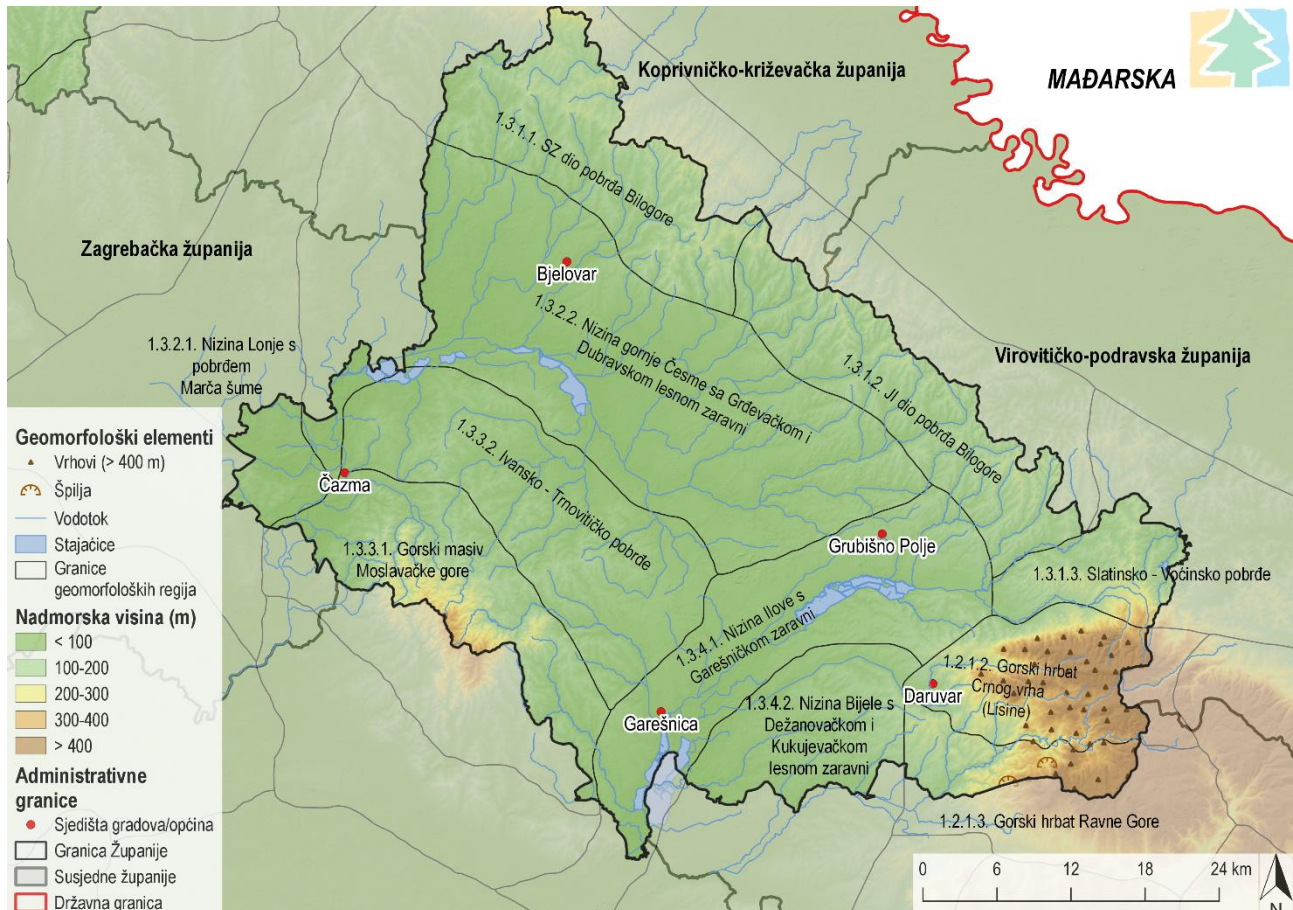 Koprivničko-križevačka županija
MAĐARSKA
1.3.1.1. SZ dio pobrđa Bilogore
Zagrebačka županija
Bjelovar
1.3.2.2. Nizina gornje Česme sa Grđevačkom i
Dubravskom lesnom zaravni
1.3.2.1. Nizina Lonje s
pobrđem
Marča šume
Virovitičko-podravska županija
1.3.1.2. JI dio pobrđa Bilogore
1.3.3.2. Ivansko - Trnovitičko pobrđe
Čazma
Grubišno Polje
1.3.3.1. Gorski masiv
Moslavačke gore
1.3.1.3. Slatinsko - Voćinsko pobrđe
1.3.4.1. Nizina Ilove s
Garešničkom zaravni
1.2.1.2. Gorski hrbat
Crnog vrha
(Lisine)
Daruvar
Garešnica
1.3.4.2. Nizina Bijele s
Dežanovačkom i
Kukujevačkom
lesnom zaravni
1.2.1.3. Gorski hrbat Ravne Gore
Geomorfološki elementi
Vrhovi (> 400 m)
Špilja
Vodotok
Stajaćice
Granice
geomorfoloških regija
Nadmorska visina (m)
< 100
100-200
200-300
300-400
> 400
Administrativne
granice
Sjedišta gradova/općina
Granica Županije
Susjedne županije
Državna granica
0 6 12 18 24 km
N